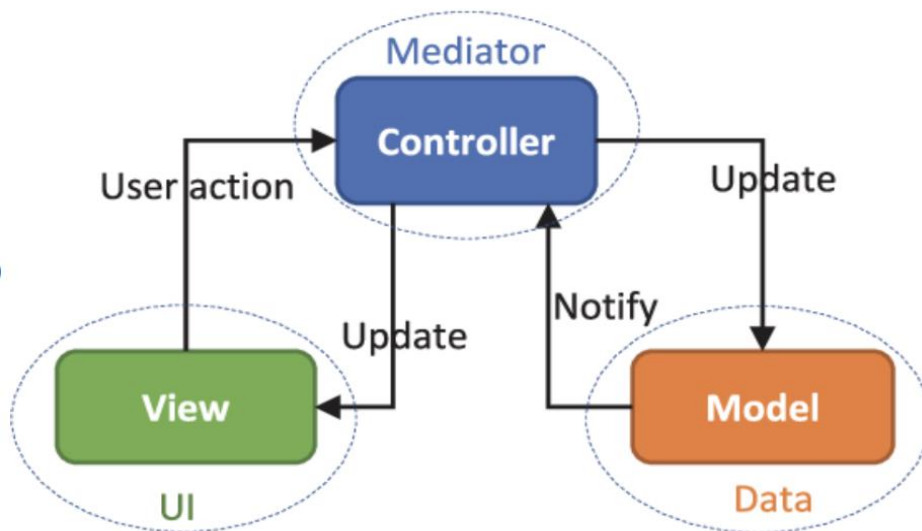 Mediator
Controller
User action
Update
Update
Notify
View
Model
UI
Data